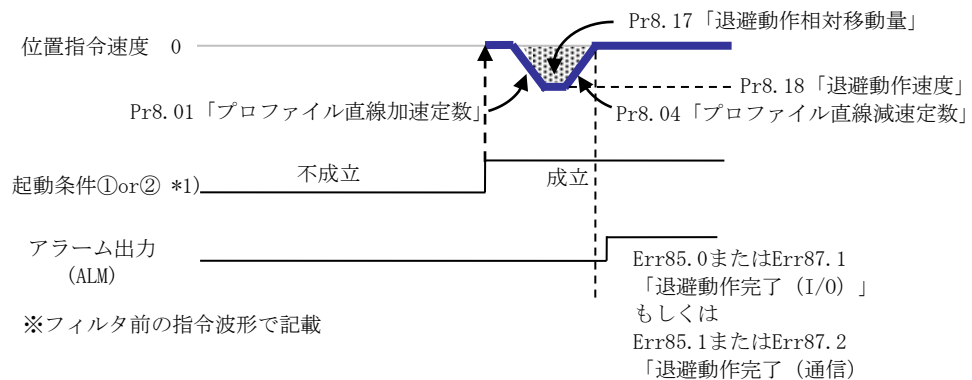 Pr8.17「退避動作相対移動量」
位置指令速度 0
Pr8.18「退避動作速度」
Pr8.01「プロファイル直線加速定数」
Pr8.04「プロファイル直線減速定数」
不成立
成立
起動条件①or② *1)
アラーム出力
(ALM)
Err85.0またはErr87.1
「退避動作完了（I/O）」
もしくは
Err85.1またはErr87.2
「退避動作完了（通信）
※フィルタ前の指令波形で記載